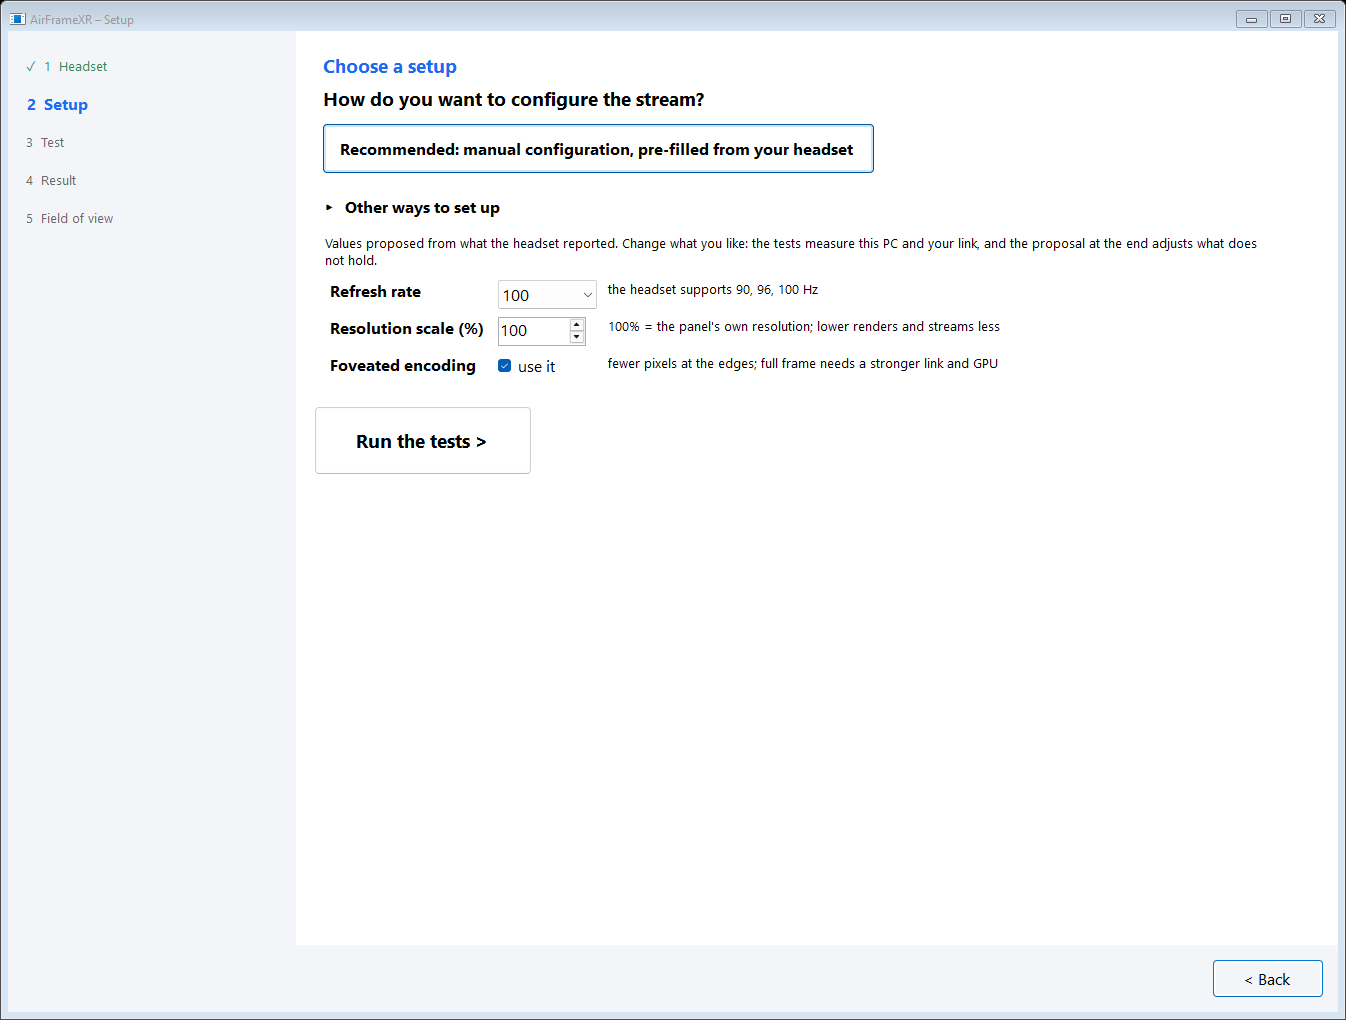 AirFrameXR – Setup
✓ 1 Headset
2 Setup
3 Test
4 Result
5 Field of view
Choose a setup
How do you want to configure the stream?
Recommended: manual configuration, pre-filled from your headset
Other ways to set up
Values proposed from what the headset reported. Change what you like: the tests measure this PC and your link, and the proposal at the end adjusts what does
not hold.
Refresh rate 100 the headset supports 90, 96, 100 Hz
Resolution scale (%) 100 100% = the panel's own resolution; lower renders and streams less
Foveated encoding use it fewer pixels at the edges; full frame needs a stronger link and GPU
Run the tests >
< Back